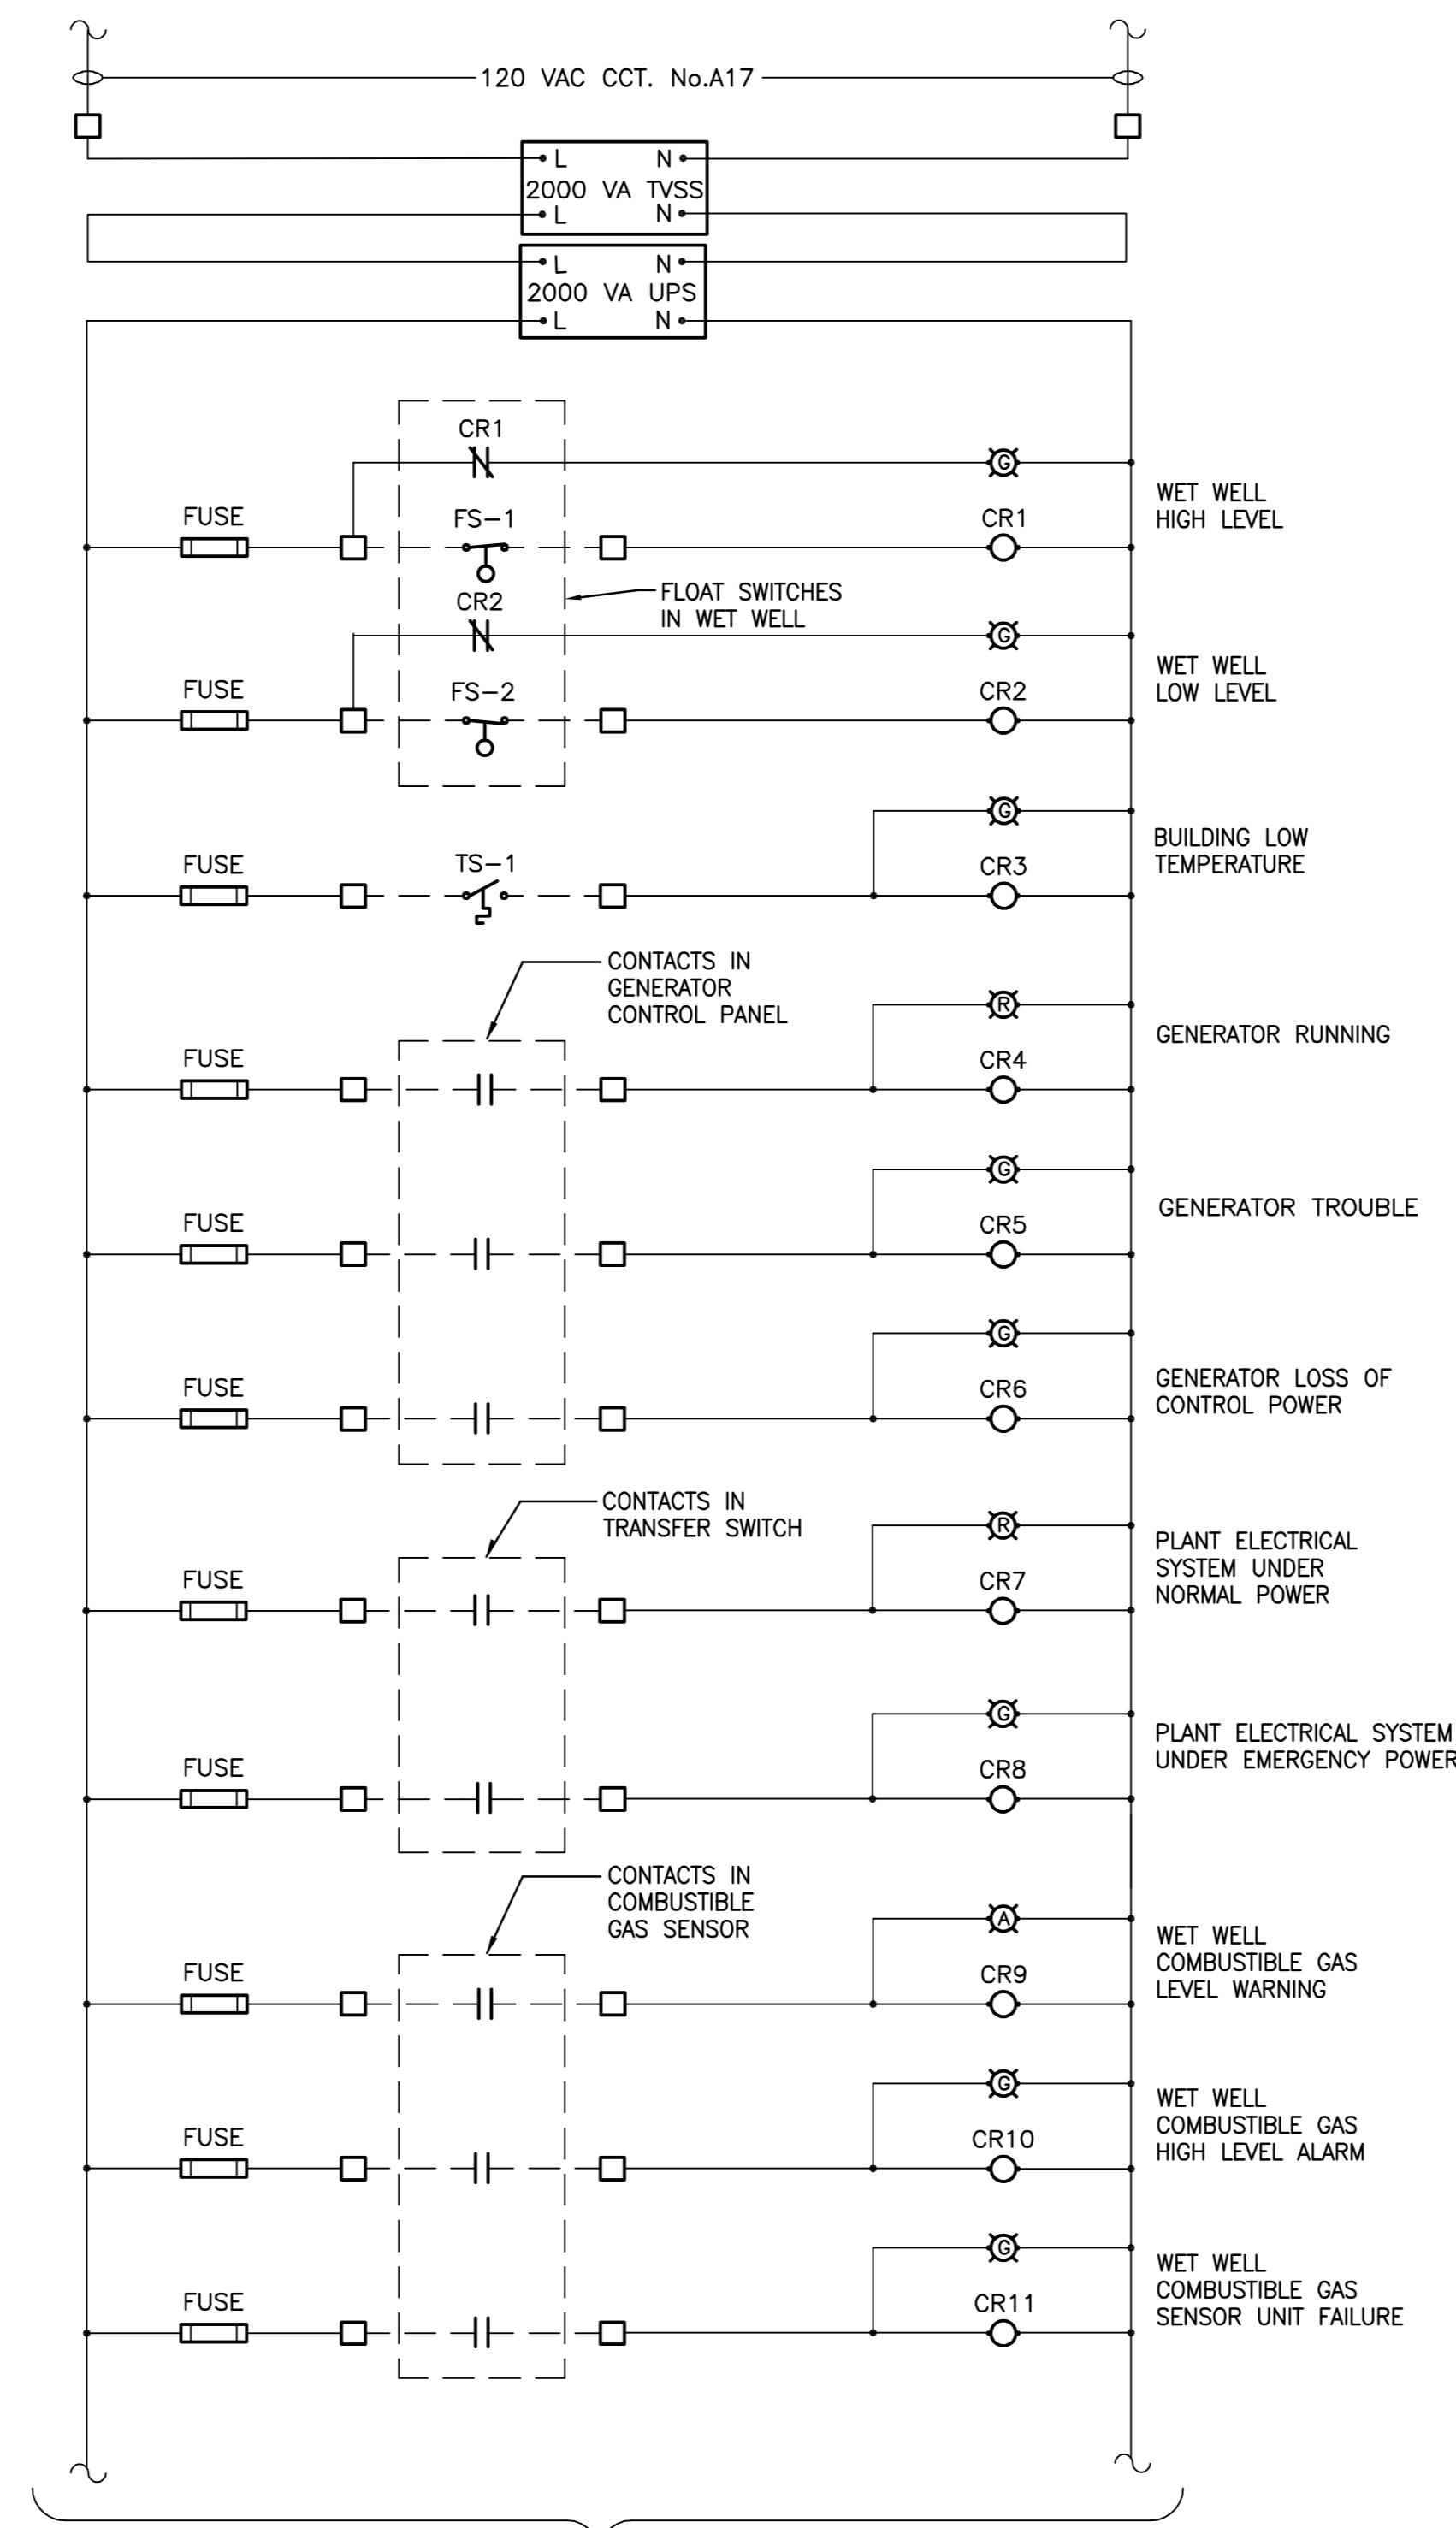 120 VAC CCT. No.A17
L N
2000 VA TVSS
L N
L N
2000 VA UPS
L N
CR1
G
WET WELL
HIGH LEVEL
FUSE
FS-1
CR1
FLOAT SWITCHES
IN WET WELL
CR2
G
WET WELL
LOW LEVEL
FUSE
FS-2
CR2
G
BUILDING LOW
TEMPERATURE
FUSE
TS-1
CR3
CONTACTS IN
GENERATOR
CONTROL PANEL
R
GENERATOR RUNNING
FUSE
CR4
G
GENERATOR TROUBLE
FUSE
CR5
G
GENERATOR LOSS OF
CONTROL POWER
FUSE
CR6
CONTACTS IN
TRANSFER SWITCH
R
PLANT ELECTRICAL
SYSTEM UNDER
NORMAL POWER
FUSE
CR7
G
PLANT ELECTRICAL SYSTEM
UNDER EMERGENCY POWER
FUSE
CR8
CONTACTS IN
COMBUSTIBLE
GAS SENSOR
A
WET WELL
COMBUSTIBLE GAS
LEVEL WARNING
FUSE
CR9
G
WET WELL
COMBUSTIBLE GAS
HIGH LEVEL ALARM
FUSE
CR10
G
WET WELL
COMBUSTIBLE GAS
SENSOR UNIT FAILURE
FUSE
CR11